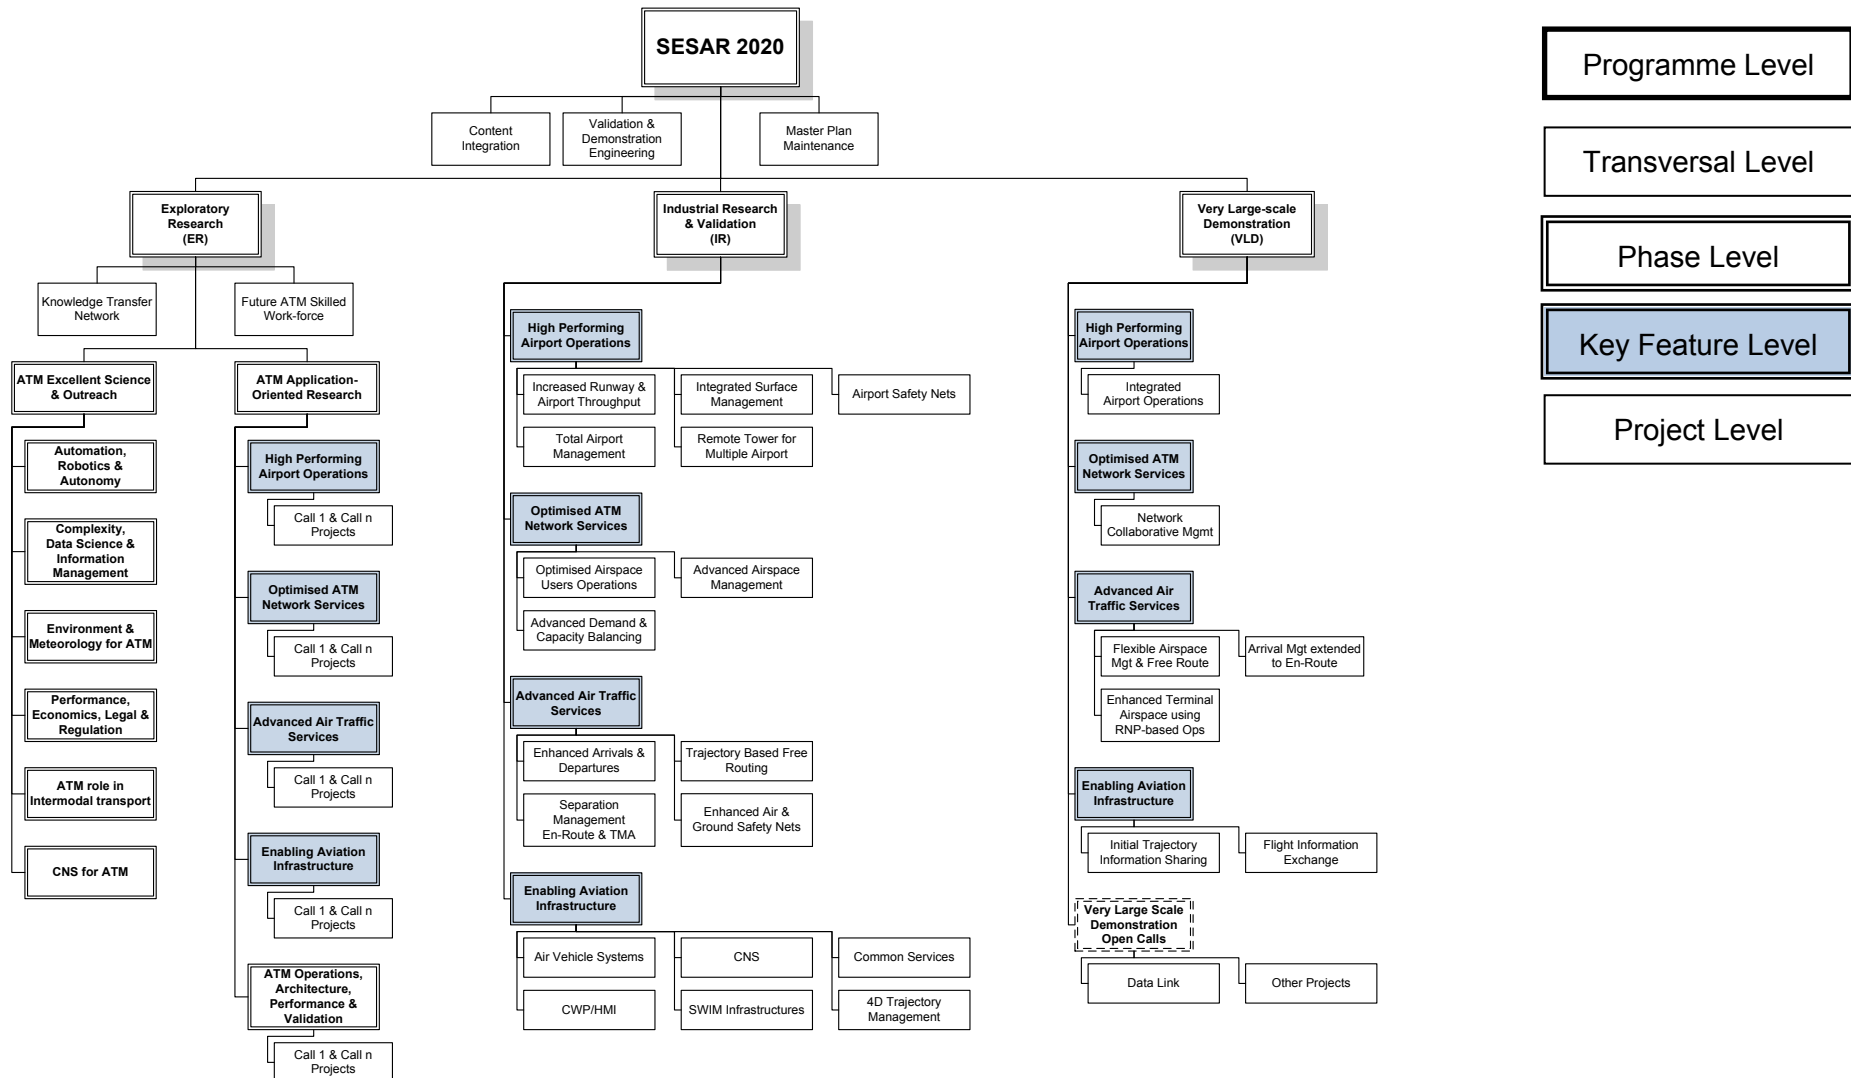 SESAR 2020
Content
Integration
Validation &
Demonstration
Engineering
Master Plan
Maintenance
Exploratory
Research
(ER)
Industrial Research
& Validation
(IR)
Very Large-scale
Demonstration
(VLD)
Knowledge Transfer
Network
Future ATM Skilled
Work-force
ATM Excellent Science
& Outreach
ATM Application-
Oriented Research
Automation,
Robotics &
Autonomy
Complexity,
Data Science &
Information
Management
Environment &
Meteorology for ATM
Performance,
Economics, Legal &
Regulation
ATM role in
Intermodal transport
CNS for ATM
High Performing
Airport Operations
Call 1 & Call n
Projects
Optimised ATM
Network Services
Call 1 & Call n
Projects
Advanced Air Traffic
Services
Call 1 & Call n
Projects
Enabling Aviation
Infrastructure
Call 1 & Call n
Projects
ATM Operations,
Architecture,
Performance &
Validation
Call 1 & Call n
Projects
High Performing
Airport Operations
Increased Runway &
Airport Throughput
Integrated Surface
Management
Airport Safety Nets
Total Airport
Management
Remote Tower for
Multiple Airport
Optimised ATM
Network Services
Optimised Airspace
Users Operations
Advanced Airspace
Management
Advanced Demand &
Capacity Balancing
Advanced Air Traffic
Services
Enhanced Arrivals &
Departures
Trajectory Based Free
Routing
Separation
Management
En-Route & TMA
Enhanced Air &
Ground Safety Nets
Enabling Aviation
Infrastructure
Air Vehicle Systems
CNS
Common Services
CWP/HMI
SWIM Infrastructures
4D Trajectory
Management
High Performing
Airport Operations
Integrated
Airport Operations
Optimised ATM
Network Services
Network
Collaborative Mgmt
Advanced Air
Traffic Services
Flexible Airspace
Mgt & Free Route
Arrival Mgt extended
to En-Route
Enhanced Terminal
Airspace using
RNP-based Ops
Enabling Aviation
Infrastructure
Initial Trajectory
Information Sharing
Flight Information
Exchange
Very Large Scale
Demonstration
Open Calls
Data Link
Other Projects
Programme Level
Transversal Level
Phase Level
Key Feature Level
Project Level